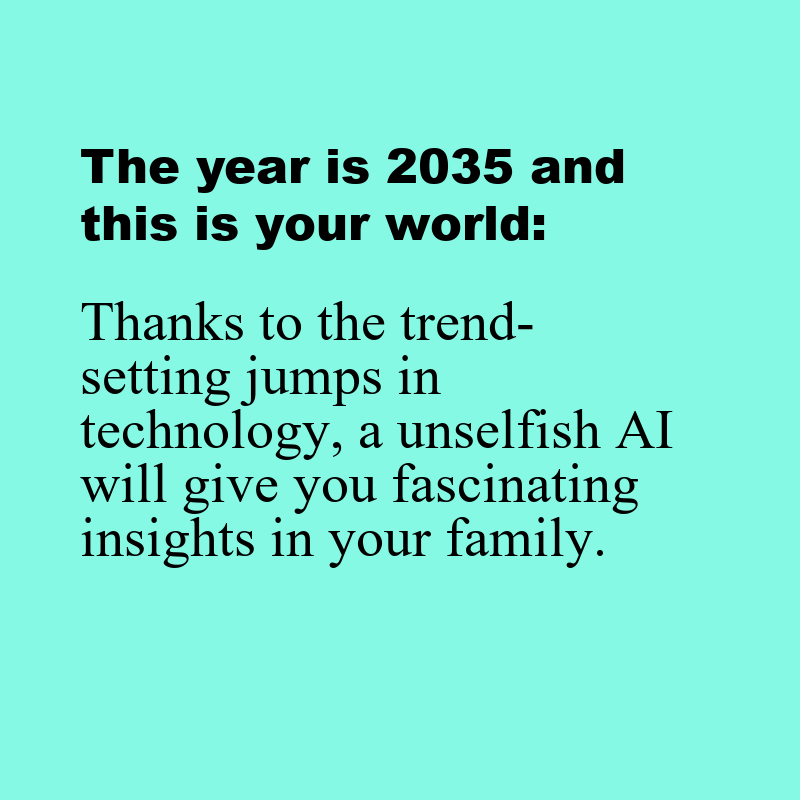 The year is 2035 and
this is your world:
Thanks to the trend-
setting jumps in
technology, a unselfish AI
will give you fascinating
insights in your family.